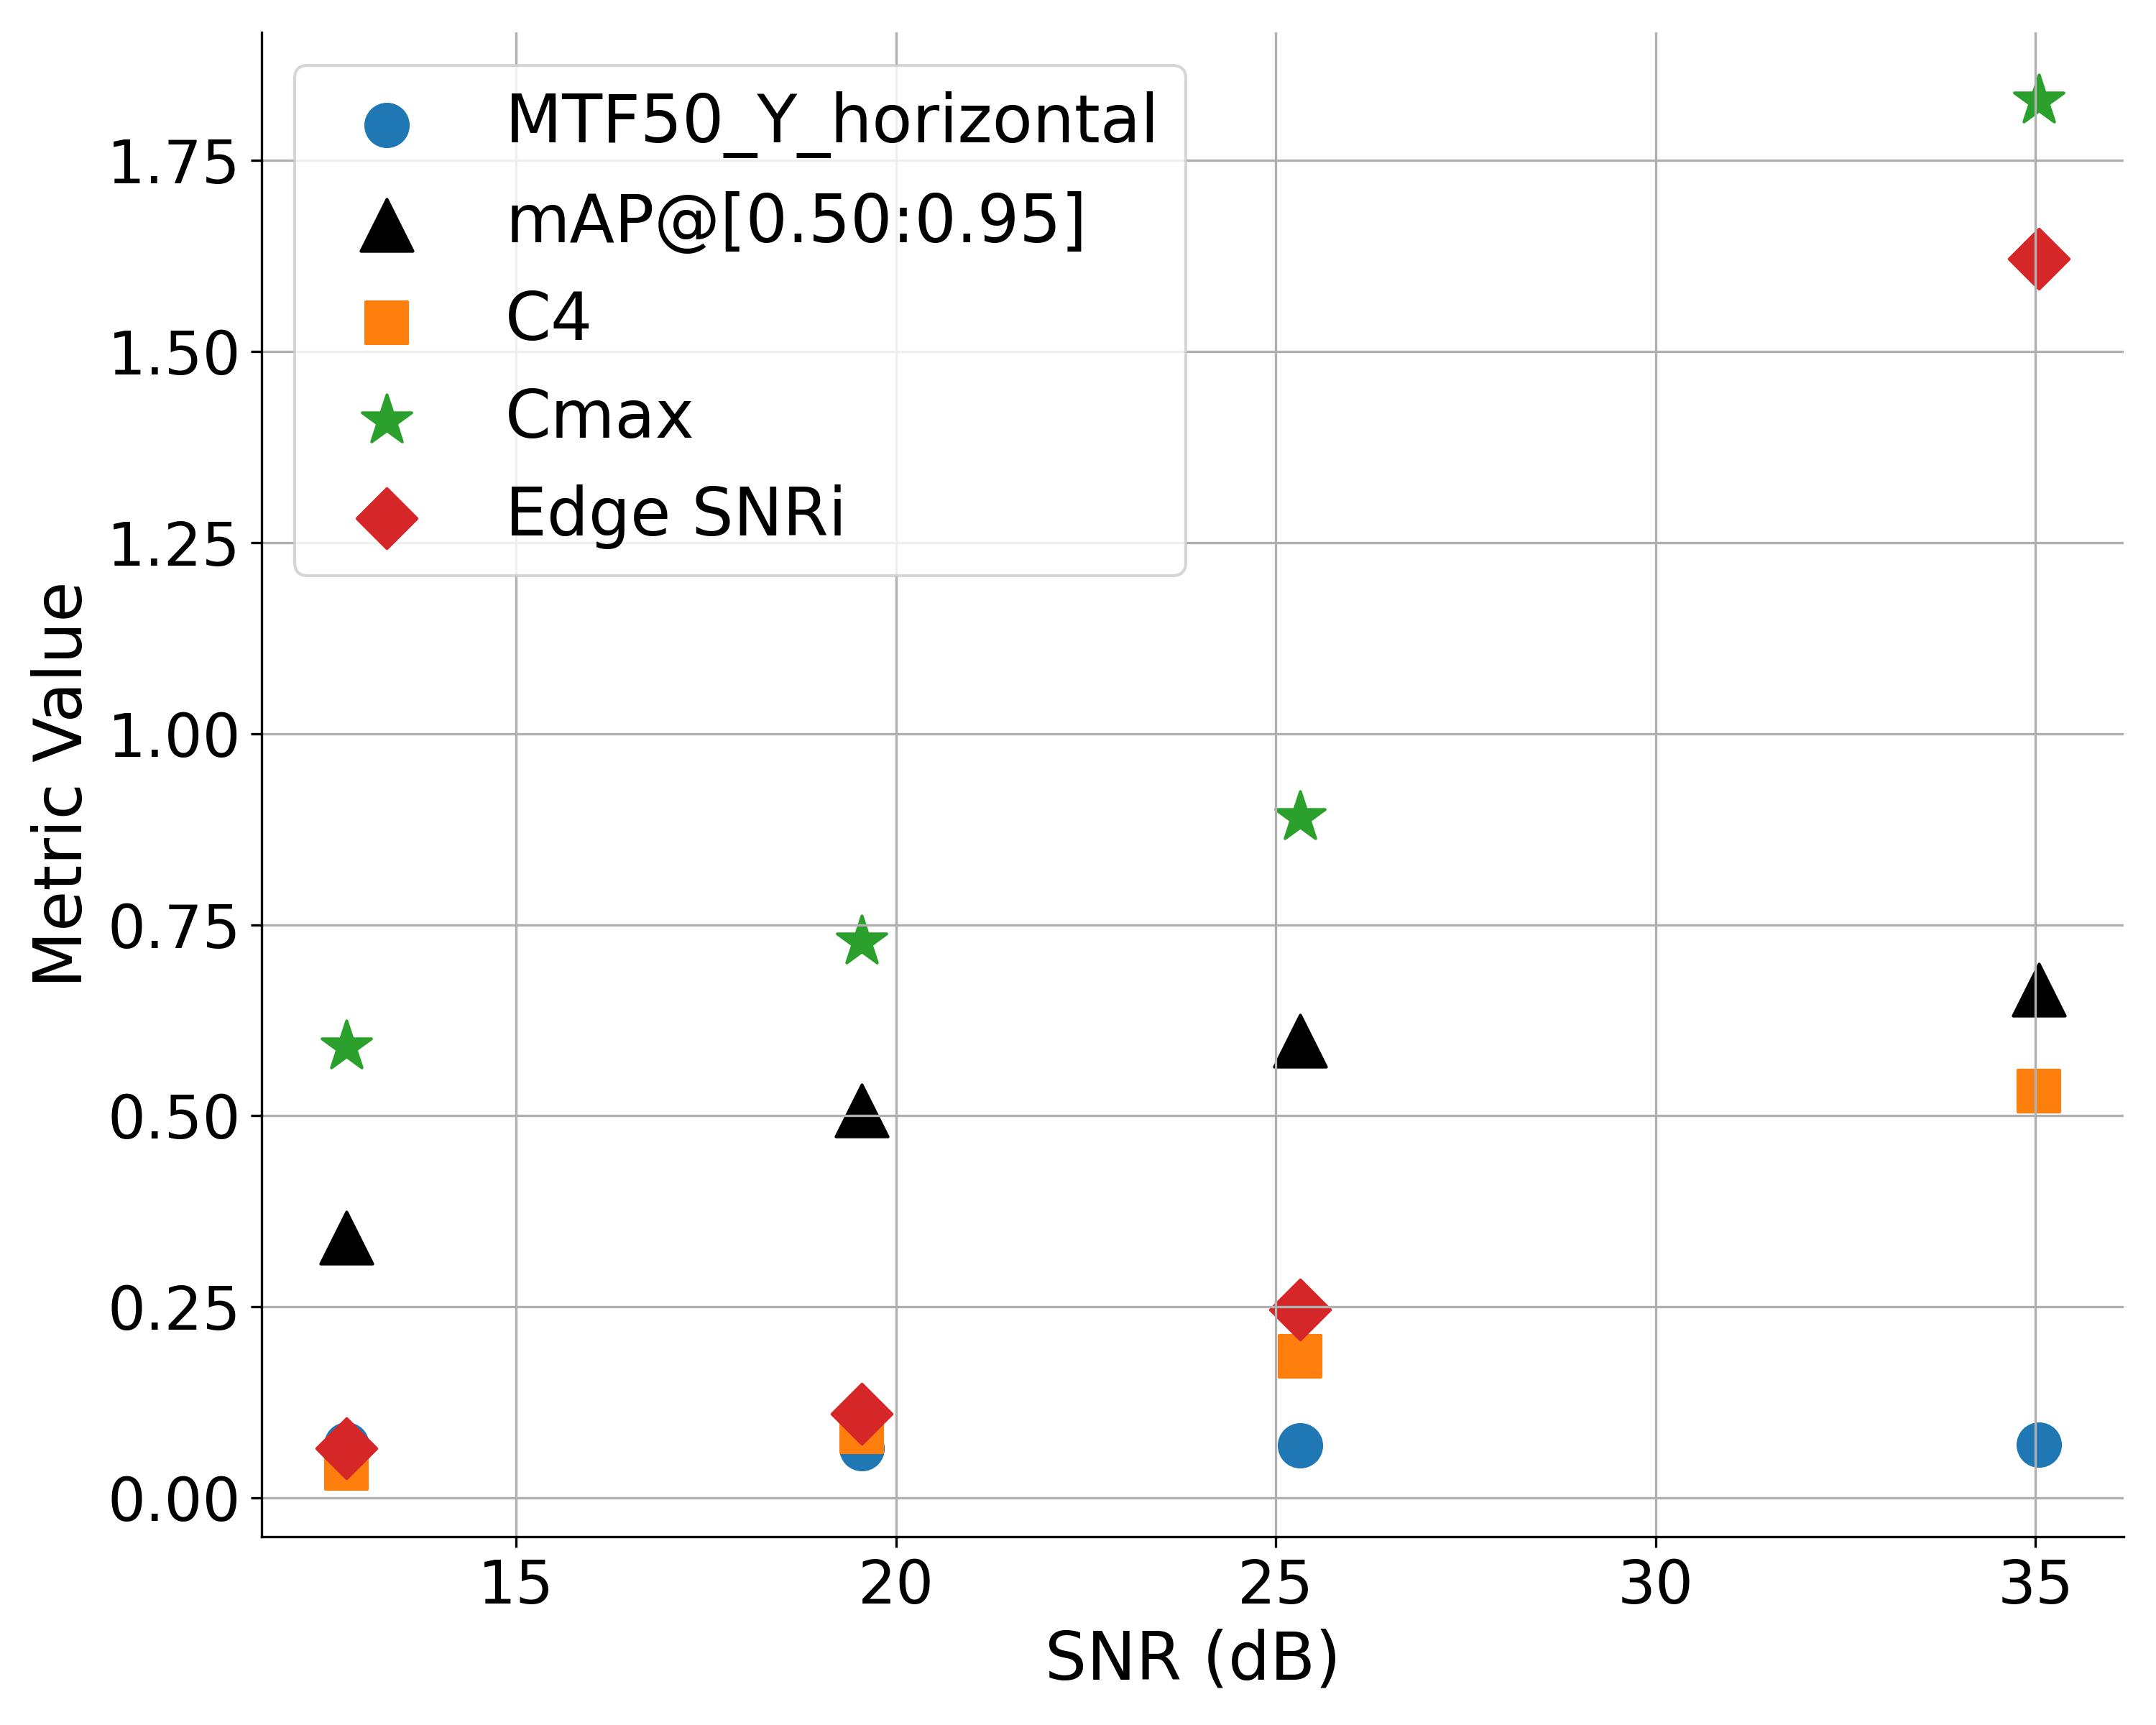 MTF50_Y_horizontal
mAP@[0.50:0.95]
C4
Cmax
Edge SNRi
Metric Value
1.75
1.50
1.25
1.00
0.75
0.50
0.25
0.00
15 20 25 30 35
SNR (dB)